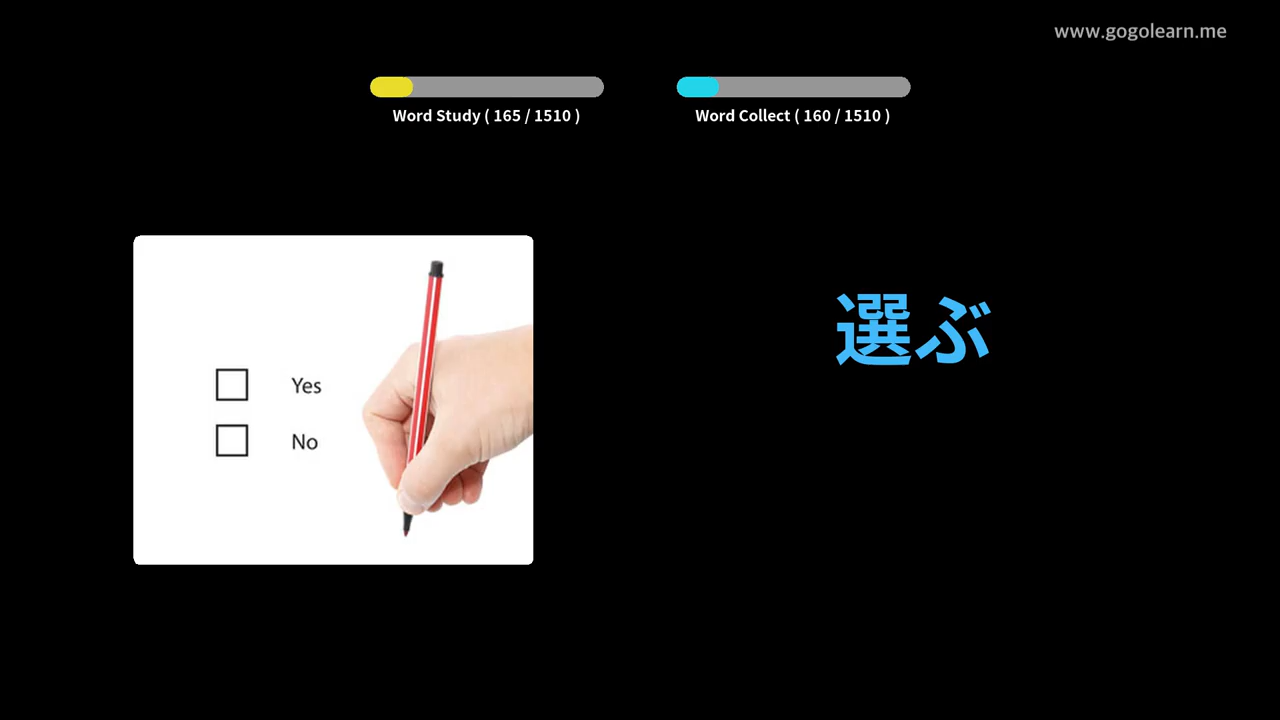 www.gogolearn.me
Word Study ( 165 / 1510 )
Word Collect ( 160 / 1510 )
Yes
No
選ぶ